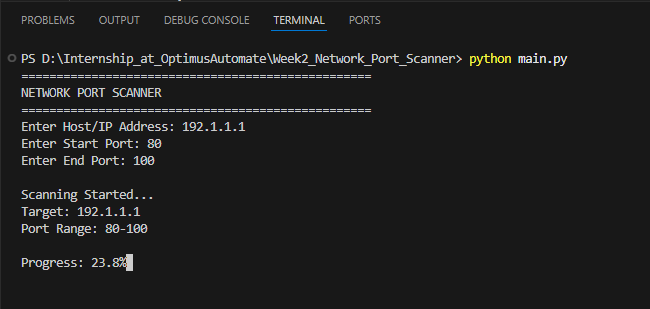 PROBLEMS OUTPUT DEBUG CONSOLE TERMINAL PORTS
PS D:\Internship_at_OptimusAutomate\Week2_Network_Port_Scanner> python main.py
==================================================
NETWORK PORT SCANNER
==================================================
Enter Host/IP Address: 192.1.1.1
Enter Start Port: 80
Enter End Port: 100
Scanning Started...
Target: 192.1.1.1
Port Range: 80-100
Progress: 23.8%